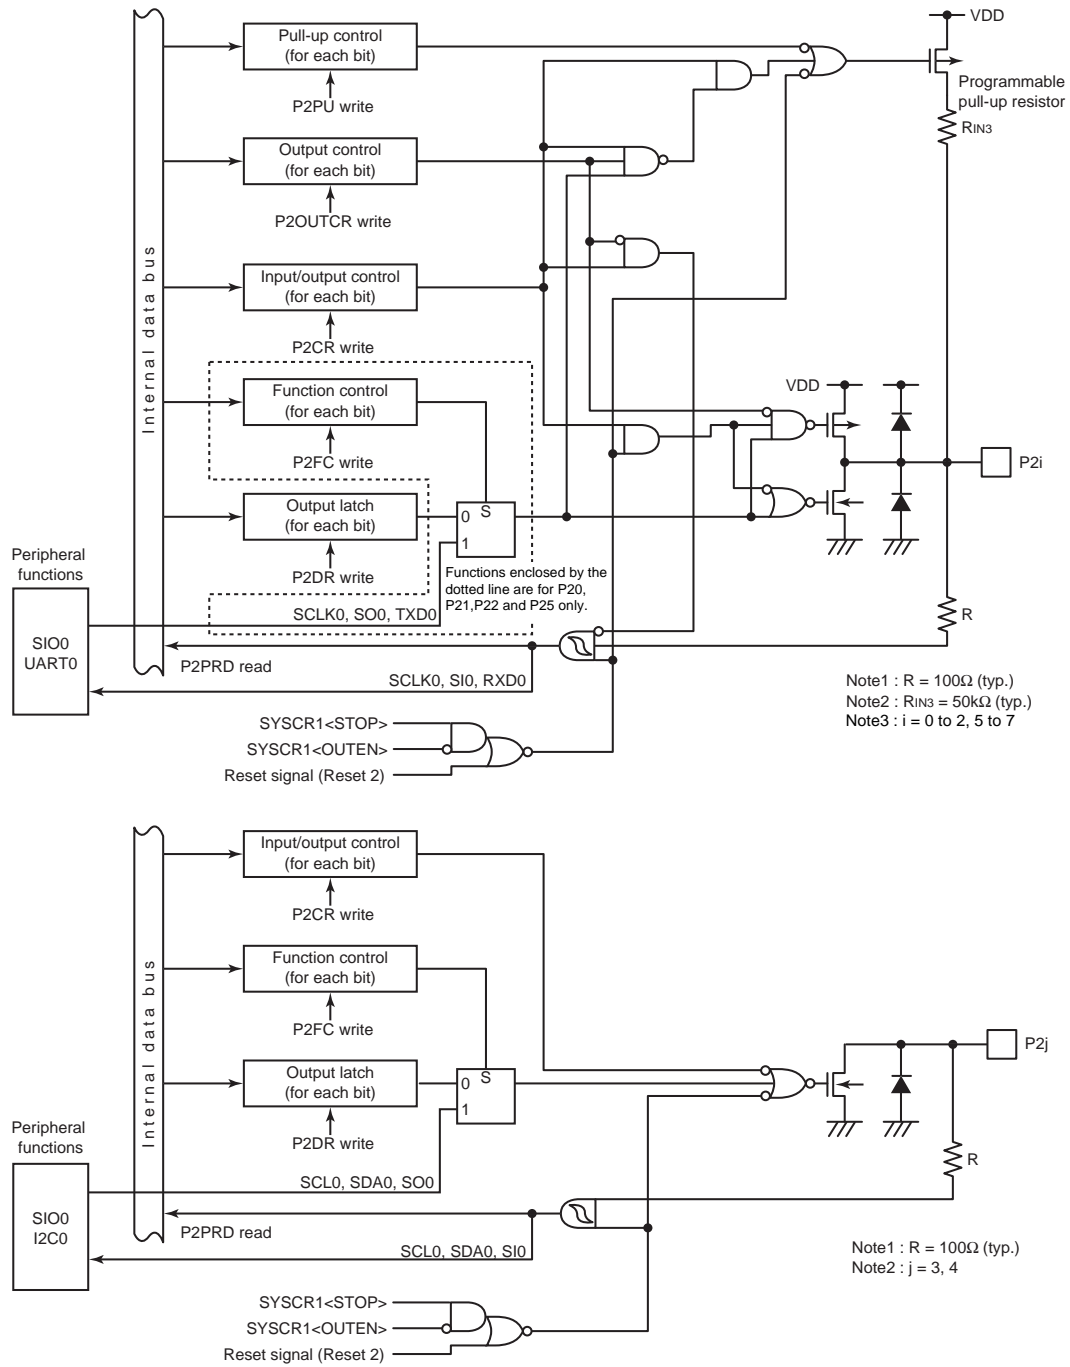 VDD
Pull-up control
(for each bit)
P2PU write
Programmable
pull-up resistor
RIN3
Output control
(for each bit)
P2OUTCR write
Internal data bus
Input/output control
(for each bit)
P2CR write
Function control
(for each bit)
P2FC write
VDD
P2i
Output latch
(for each bit)
P2DR write
0 S
1
Functions enclosed by the
dotted line are for P20,
P21,P22 and P25 only.
Peripheral
functions
SIO0
UART0
SCLK0, SO0, TXD0
R
P2PRD read
SCLK0, SI0, RXD0
Note1 : R = 100Ω (typ.)
Note2 : RIN3 = 50kΩ (typ.)
Note3 : i = 0 to 2, 5 to 7
SYSCR1<STOP>
SYSCR1<OUTEN>
Reset signal (Reset 2)
Input/output control
(for each bit)
P2CR write
Internal data bus
Function control
(for each bit)
P2FC write
P2j
Output latch
(for each bit)
P2DR write
0 S
1
Peripheral
functions
SIO0
I2C0
SCL0, SDA0, SO0
R
P2PRD read
SCL0, SDA0, SI0
Note1 : R = 100Ω (typ.)
Note2 : j = 3, 4
SYSCR1<STOP>
SYSCR1<OUTEN>
Reset signal (Reset 2)